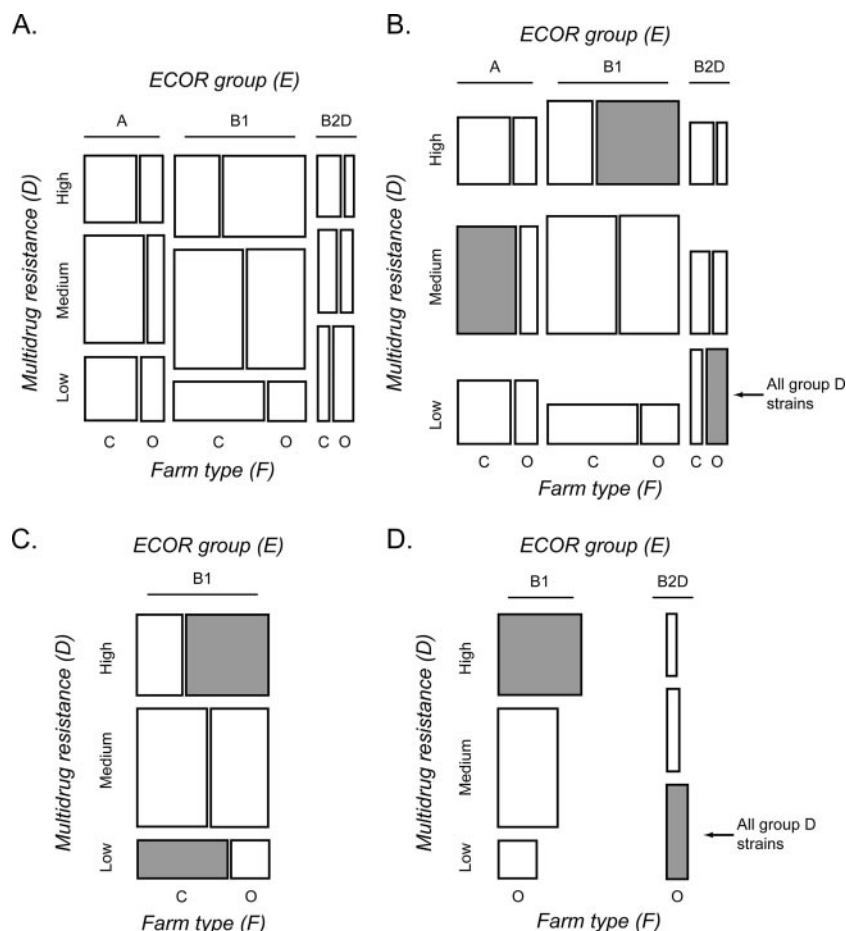 A.
ECOR group (E)
A B1 B2D
Multidrug resistance (D)
High
Medium
Low
C O C O C O
Farm type (F)
B.
ECOR group (E)
A B1 B2D
Multidrug resistance (D)
High
Medium
Low
All group D
strains
C O C O C O
Farm type (F)
C.
ECOR group (E)
B1
Multidrug resistance (D)
High
Medium
Low
C O
Farm type (F)
D.
ECOR group (E)
B1 B2D
Multidrug resistance (D)
High
Medium
Low
All group D
strains
O O
Farm type (F)